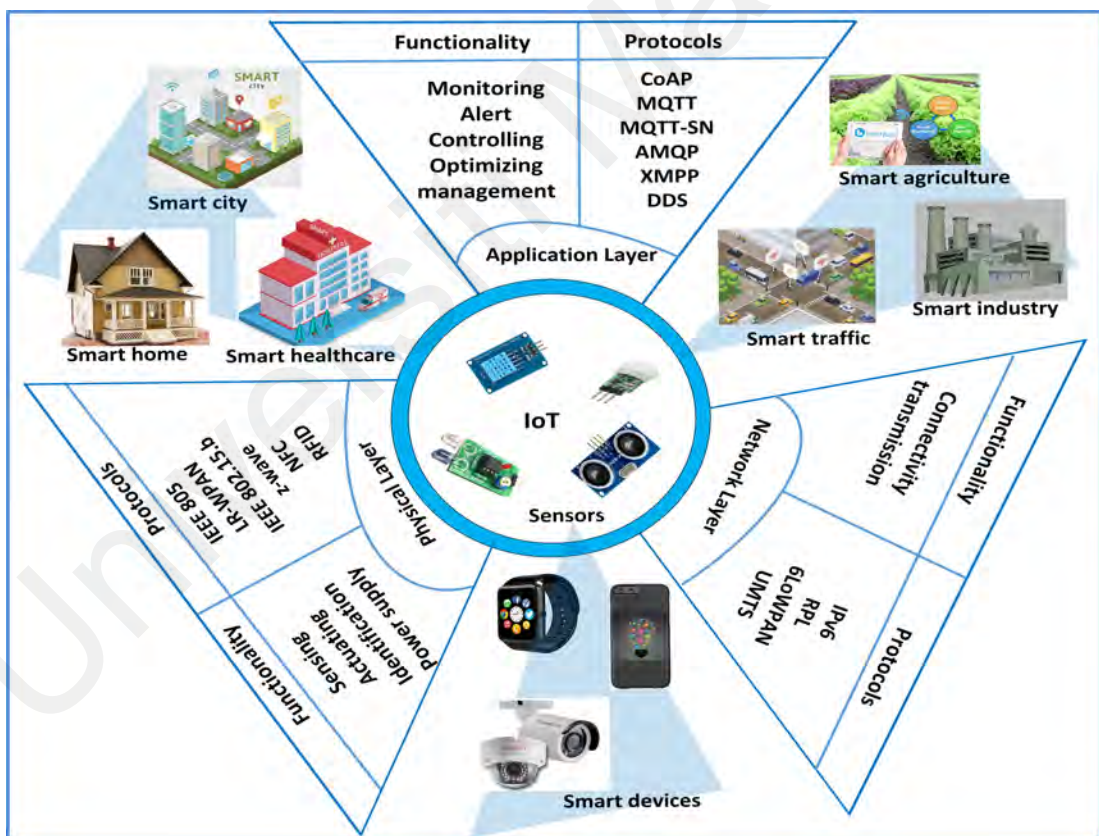 Functionality
Protocols
Monitoring
Alert
Controlling
Optimizing
management
CoAP
MQTT
MQTT-SN
AMQP
XMPP
DDS
Application Layer
SMART
CITY
Smart city
Smart home
Smart healthcare
Smart agriculture
Smart traffic
Smart industry
IoT
Sensors
Physical Layer
Protocols
RFID
NFC
z-wave
IEEE 802.15.b
LR-WPAN
IEEE 80S
Functionality
Sensing
Actuating
Identification
Power supply
Network Layer
Functionality
Connectivity
transmission
Protocols
IPv6
RPL
6LoWPAN
UMTS
Smart devices